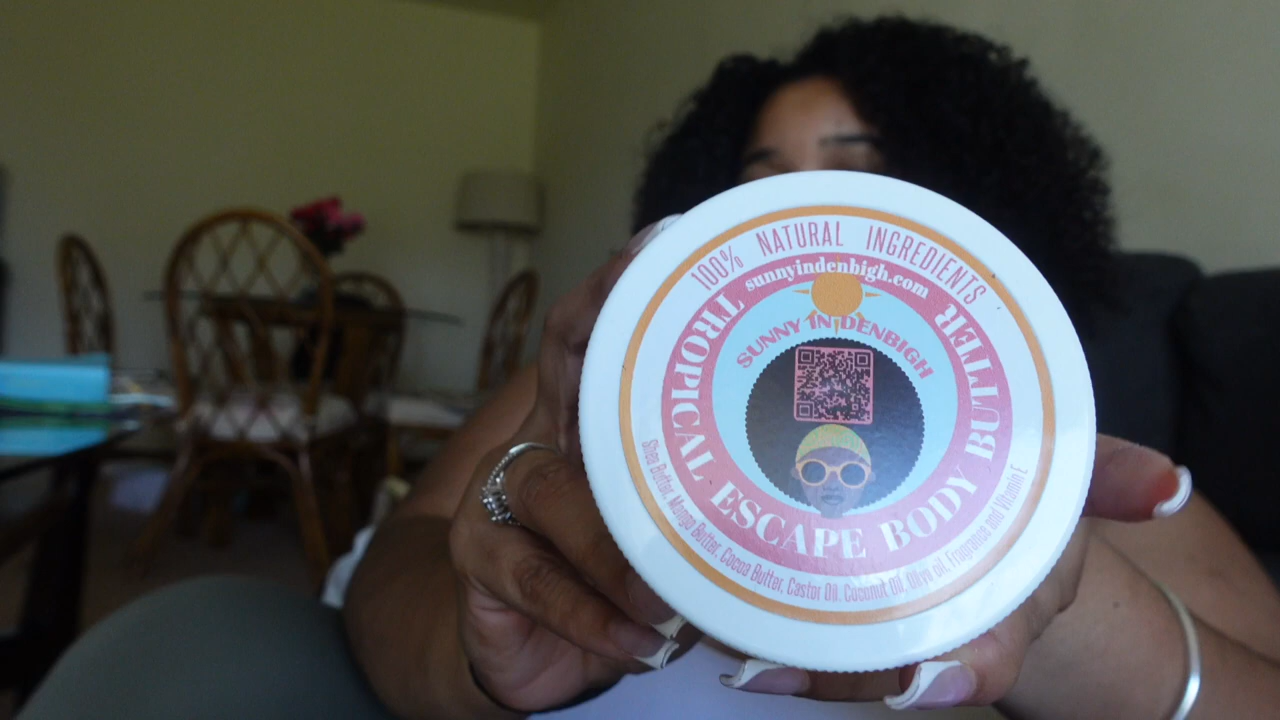 100% NATURAL INGREDIENTS
sunnyindenbigh.com
SUNNY IN DENBIGH
TROPICAL ESCAPE BODY BUTTER
Shea Butter, Mango Butter, Cocoa Butter, Castor Oil, Coconut Oil, Olive oil, Fragrance and Vitamin E